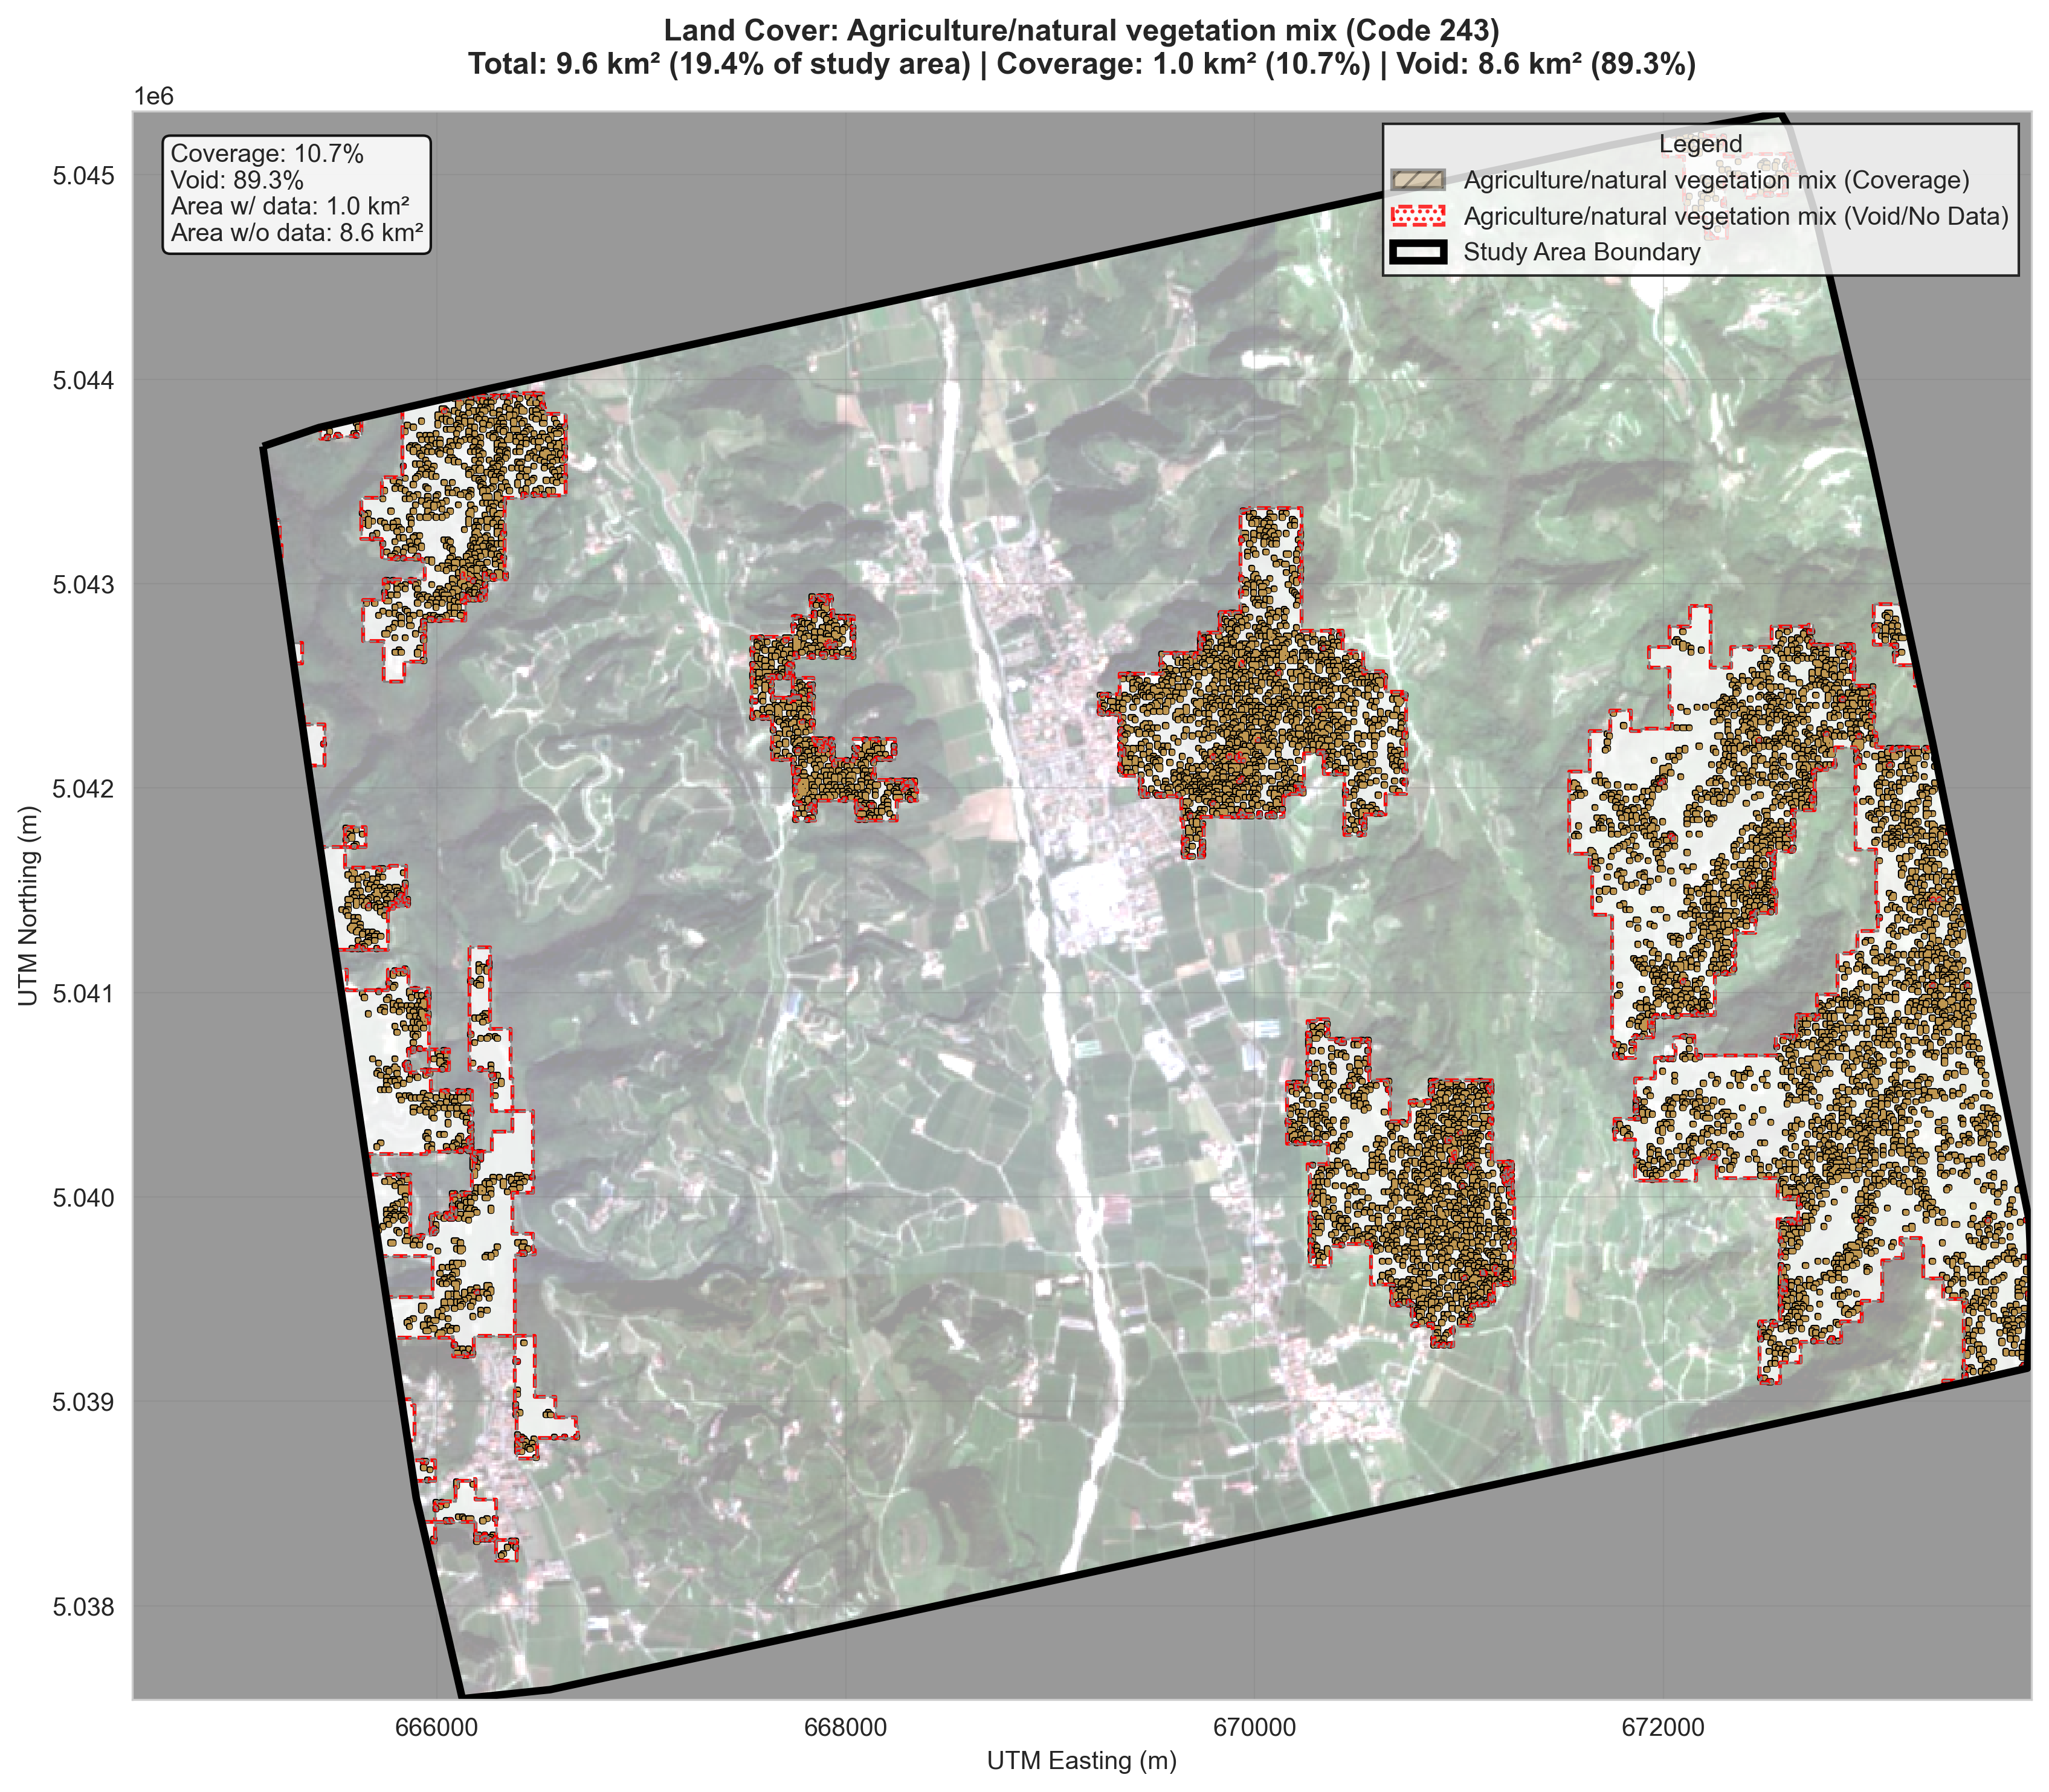 Land Cover: Agriculture/natural vegetation mix (Code 243)
Total: 9.6 km² (19.4% of study area) | Coverage: 1.0 km² (10.7%) | Void: 8.6 km² (89.3%)
1e6
Coverage: 10.7%
Void: 89.3%
Area w/ data: 1.0 km²
Area w/o data: 8.6 km²
Legend
Agriculture/natural vegetation mix (Coverage)
Agriculture/natural vegetation mix (Void/No Data)
Study Area Boundary
5.045
5.044
5.043
5.042
5.041
5.040
5.039
5.038
UTM Northing (m)
666000
668000
670000
672000
UTM Easting (m)